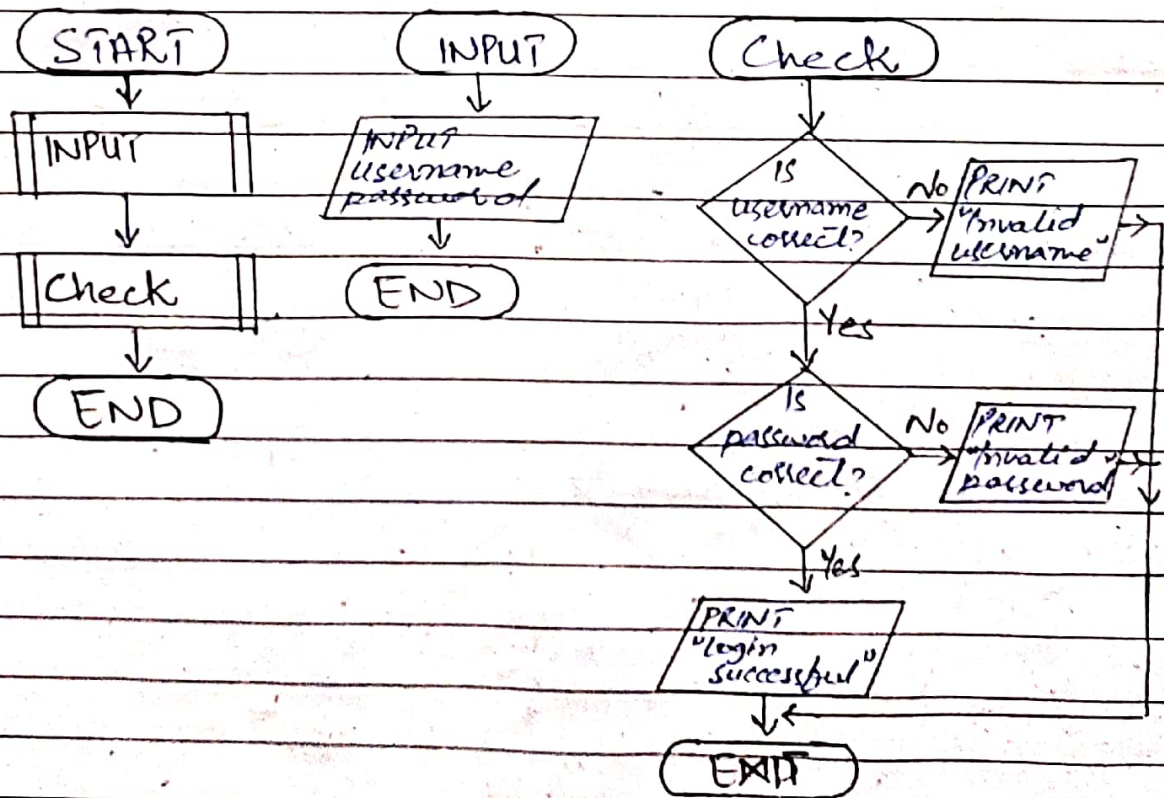 START
INPUT
Check
END
INPUT
INPUT
username
password
END
Check
Is
username
correct?
No
PRINT
"Invalid
username"
Yes
Is
password
correct?
No
PRINT
"Invalid"
password
Yes
PRINT
"Login
successful"